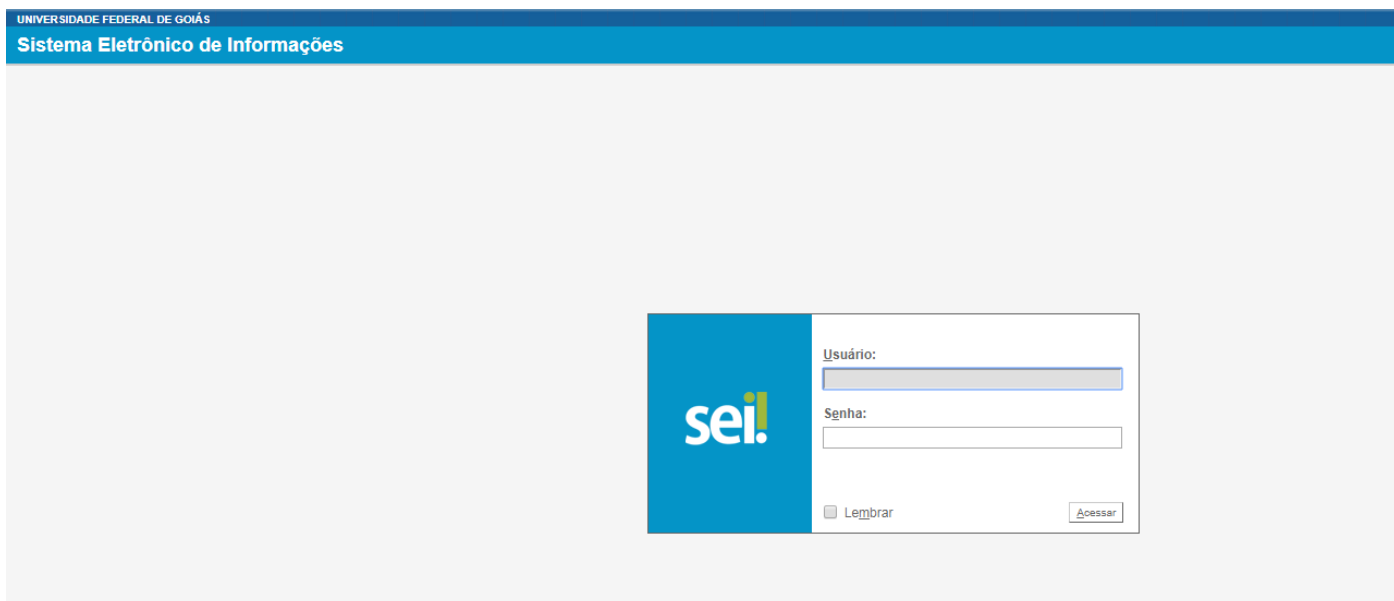 UNIVERSIDADE FEDERAL DE GOIÁS
Sistema Eletrônico de Informações
sei!
Usuário:
Senha:
Lembrar
Acessar